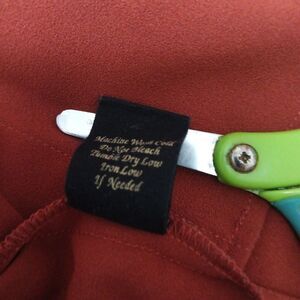 Machine Wash Cold
Do Not Bleach
Tumble Dry Low
Iron Low
If Needed